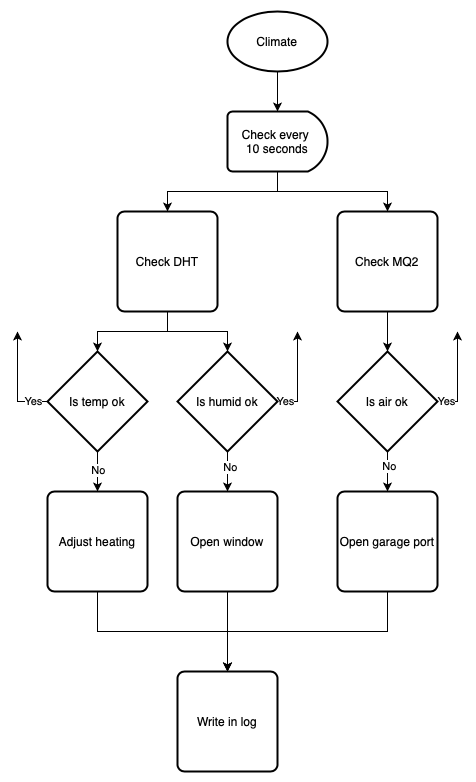 Climate
Check every
10 seconds
Check DHT
Check MQ2
Yes
Is temp ok
Is humid ok
Yes
Is air ok
Yes
No
No
No
Adjust heating
Open window
Open garage port
Write in log